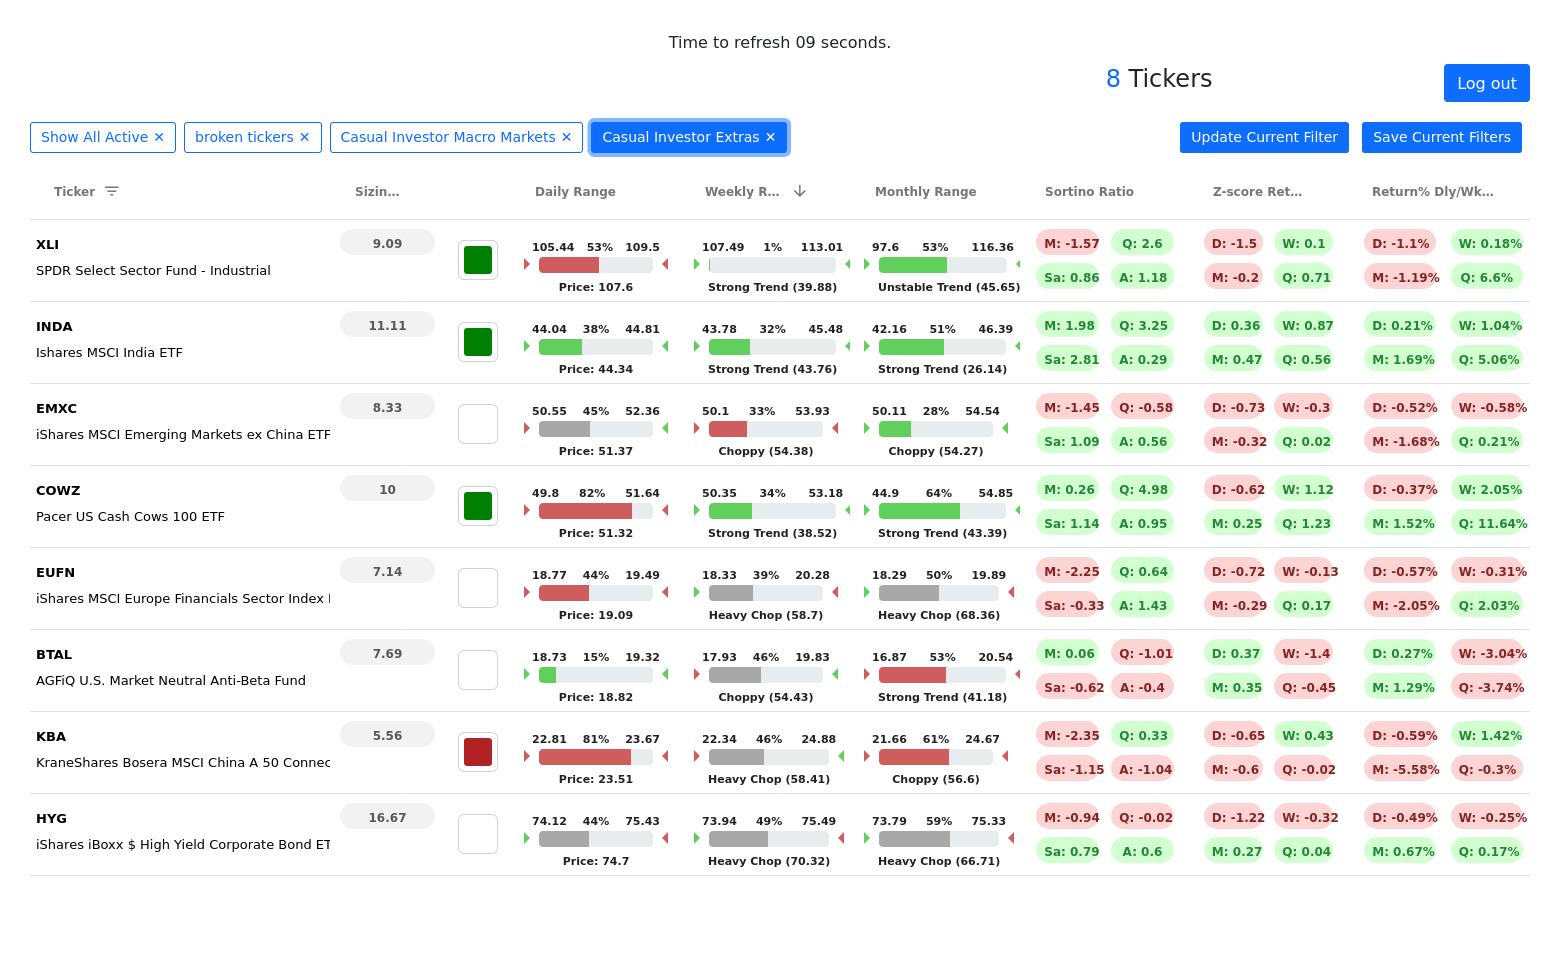 Time to refresh 09 seconds.
8 Tickers
Log out
Show All Active ✕ broken tickers ✕ Casual Investor Macro Markets ✕ Casual Investor Extras ✕ Update Current Filter Save Current Filters
Ticker Sizin... Daily Range Weekly R... Monthly Range Sortino Ratio Z-score Ret... Return% Dly/Wk...
XLI 9.09 105.44 53% 109.5 107.49 1% 113.01 97.6 53% 116.36 M: -1.57 Q: 2.6 D: -1.5 W: 0.1 D: -1.1% W: 0.18%
SPDR Select Sector Fund - Industrial Price: 107.6 Strong Trend (39.88) Unstable Trend (45.65) Sa: 0.86 A: 1.18 M: -0.2 Q: 0.71 M: -1.19% Q: 6.6%
INDA 11.11 44.04 38% 44.81 43.78 32% 45.48 42.16 51% 46.39 M: 1.98 Q: 3.25 D: 0.36 W: 0.87 D: 0.21% W: 1.04%
Ishares MSCI India ETF Price: 44.34 Strong Trend (43.76) Strong Trend (26.14) Sa: 2.81 A: 0.29 M: 0.47 Q: 0.56 M: 1.69% Q: 5.06%
EMXC 8.33 50.55 45% 52.36 50.1 33% 53.93 50.11 28% 54.54 M: -1.45 Q: -0.58 D: -0.73 W: -0.3 D: -0.52% W: -0.58%
iShares MSCI Emerging Markets ex China ETF Price: 51.37 Choppy (54.38) Choppy (54.27) Sa: 1.09 A: 0.56 M: -0.32 Q: 0.02 M: -1.68% Q: 0.21%
COWZ 10 49.8 82% 51.64 50.35 34% 53.18 44.9 64% 54.85 M: 0.26 Q: 4.98 D: -0.62 W: 1.12 D: -0.37% W: 2.05%
Pacer US Cash Cows 100 ETF Price: 51.32 Strong Trend (38.52) Strong Trend (43.39) Sa: 1.14 A: 0.95 M: 0.25 Q: 1.23 M: 1.52% Q: 11.64%
EUFN 7.14 18.77 44% 19.49 18.33 39% 20.28 18.29 50% 19.89 M: -2.25 Q: 0.64 D: -0.72 W: -0.13 D: -0.57% W: -0.31%
iShares MSCI Europe Financials Sector Index Price: 19.09 Heavy Chop (58.7) Heavy Chop (68.36) Sa: -0.33 A: 1.43 M: -0.29 Q: 0.17 M: -2.05% Q: 2.03%
BTAL 7.69 18.73 15% 19.32 17.93 46% 19.83 16.87 53% 20.54 M: 0.06 Q: -1.01 D: 0.37 W: -1.4 D: 0.27% W: -3.04%
AGFiQ U.S. Market Neutral Anti-Beta Fund Price: 18.82 Choppy (54.43) Strong Trend (41.18) Sa: -0.62 A: -0.4 M: 0.35 Q: -0.45 M: 1.29% Q: -3.74%
KBA 5.56 22.81 81% 23.67 22.34 46% 24.88 21.66 61% 24.67 M: -2.35 Q: 0.33 D: -0.65 W: 0.43 D: -0.59% W: 1.42%
KraneShares Bosera MSCI China A 50 Connec Price: 23.51 Heavy Chop (58.41) Choppy (56.6) Sa: -1.15 A: -1.04 M: -0.6 Q: -0.02 M: -5.58% Q: -0.3%
HYG 16.67 74.12 44% 75.43 73.94 49% 75.49 73.79 59% 75.33 M: -0.94 Q: -0.02 D: -1.22 W: -0.32 D: -0.49% W: -0.25%
iShares iBoxx $ High Yield Corporate Bond ET Price: 74.7 Heavy Chop (70.32) Heavy Chop (66.71) Sa: 0.79 A: 0.6 M: 0.27 Q: 0.04 M: 0.67% Q: 0.17%